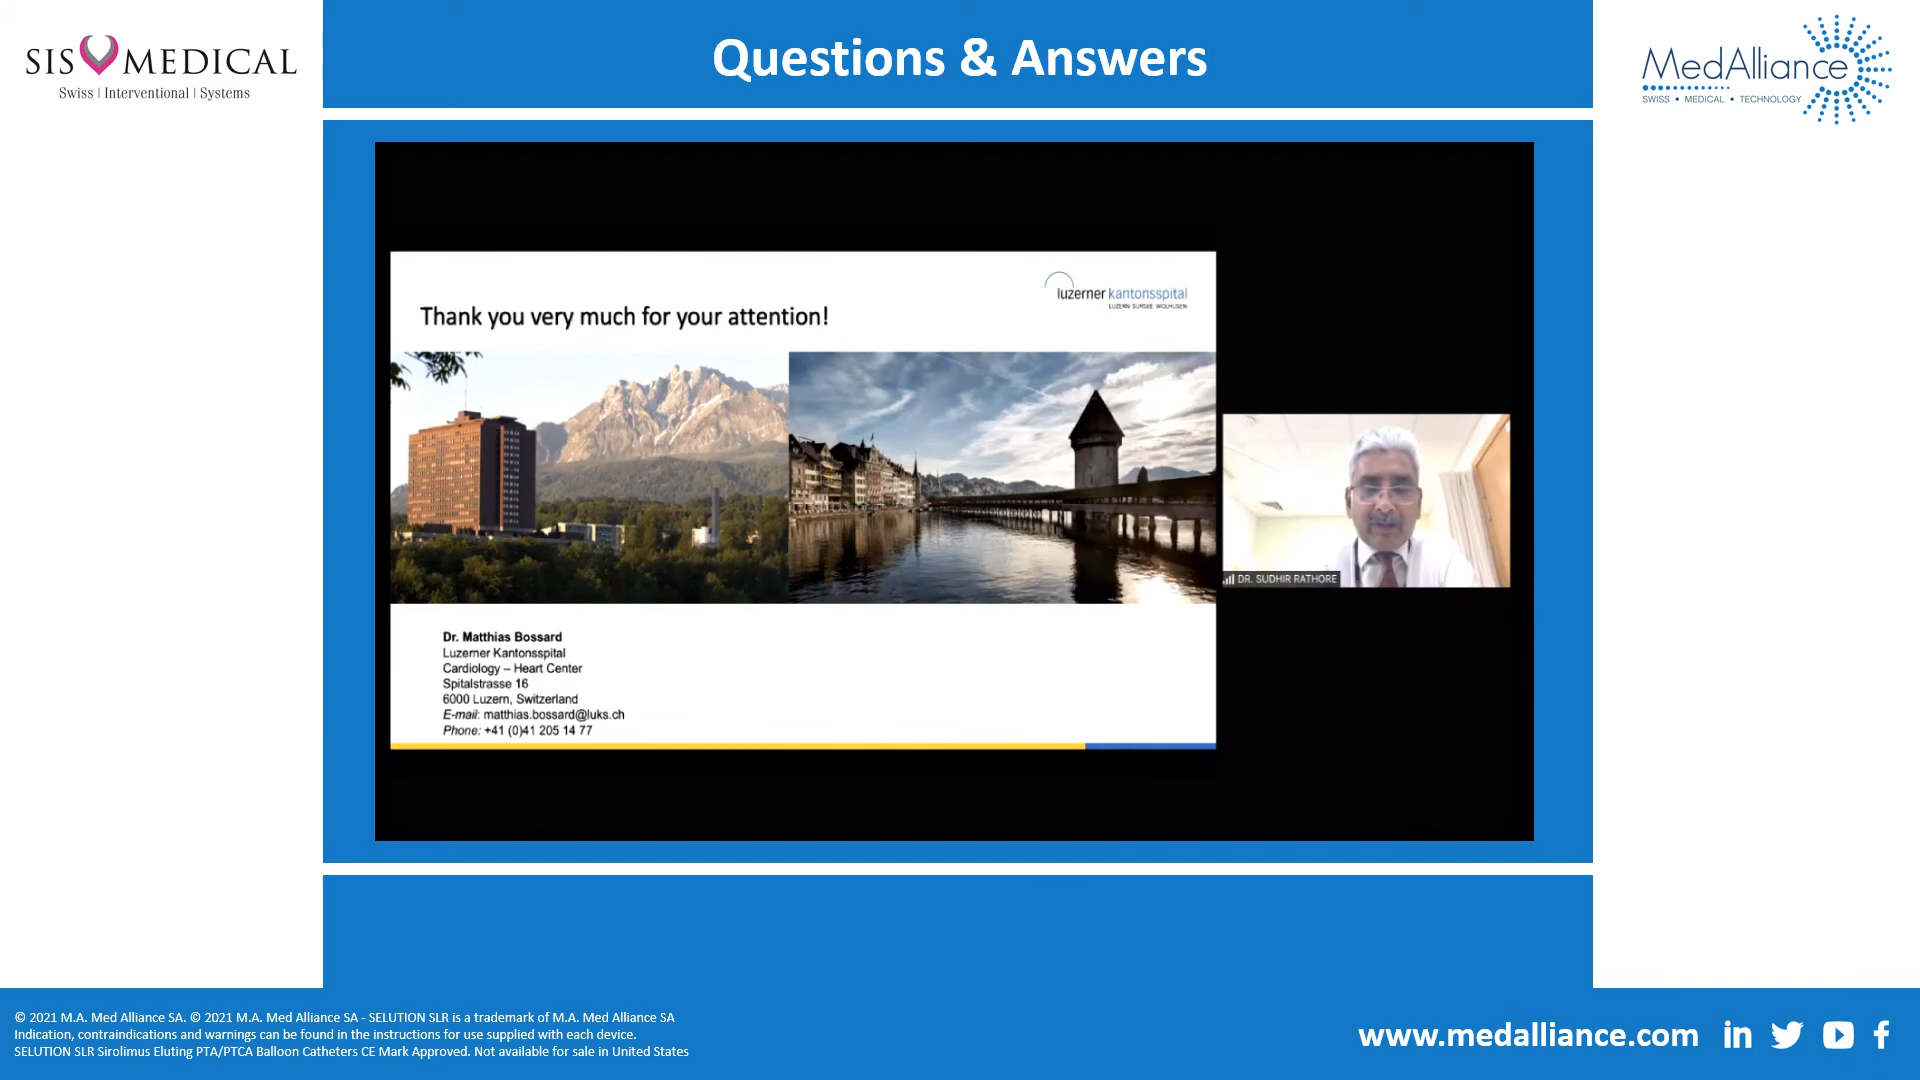 SIS MEDICAL
Swiss | Interventional | Systems
Questions & Answers
MedAlliance
SWISS • MEDICAL • TECHNOLOGY
luzerner kantonsspital
LUZERN SURSEE WOLHUSEN
Thank you very much for your attention!
DR. SUDHIR RATHORE
Dr. Matthias Bossard
Luzerner Kantonsspital
Cardiology – Heart Center
Spitalstrasse 16
6000 Luzern, Switzerland
E-mail: matthias.bossard@luks.ch
Phone: +41 (0)41 205 14 77
© 2021 M.A. Med Alliance SA. © 2021 M.A. Med Alliance SA - SELUTION SLR is a trademark of M.A. Med Alliance SA
Indication, contraindications and warnings can be found in the instructions for use supplied with each device.
SELUTION SLR Sirolimus Eluting PTA/PTCA Balloon Catheters CE Mark Approved. Not available for sale in United States
www.medalliance.com